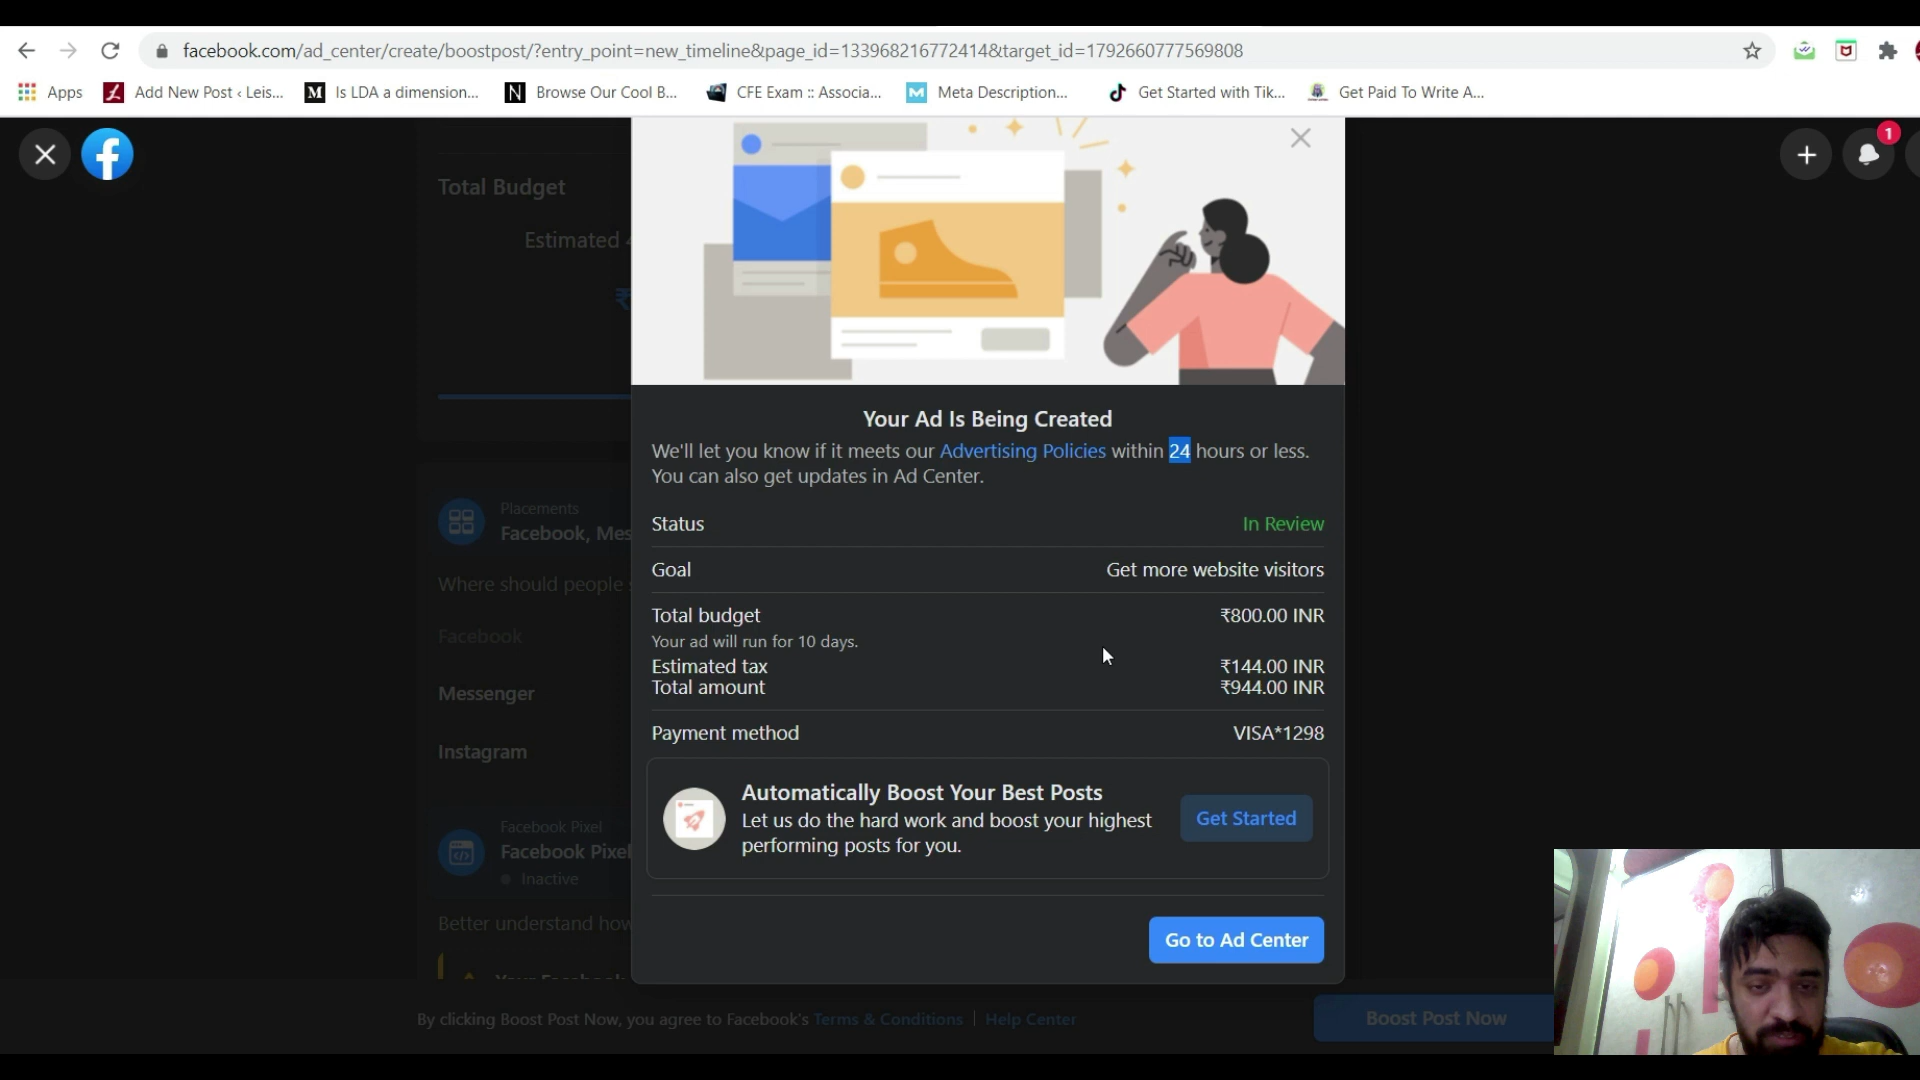 facebook.com/ad_center/create/boostpost/?entry_point=new_timeline&page_id=133968216772414&target_id=1792660777569808
Apps
Add New Post ‹ Leis...
M Is LDA a dimension...
N Browse Our Cool B...
CFE Exam :: Associa...
M Meta Description...
Get Started with Tik...
Get Paid To Write A...
1
Total Budget
Estimated 4
₹
Your Ad Is Being Created
We'll let you know if it meets our Advertising Policies within 24 hours or less.
You can also get updates in Ad Center.
Status In Review
Goal Get more website visitors
Total budget ₹800.00 INR
Your ad will run for 10 days.
Estimated tax ₹144.00 INR
Total amount ₹944.00 INR
Payment method VISA*1298
Automatically Boost Your Best Posts
Let us do the hard work and boost your highest
performing posts for you.
Get Started
Go to Ad Center
Placements
Facebook, Mes
Where should people
Facebook
Messenger
Instagram
Facebook Pixel
Facebook Pixel
Inactive
Better understand how
By clicking Boost Post Now, you agree to Facebook's Terms & Conditions | Help Center
Boost Post Now